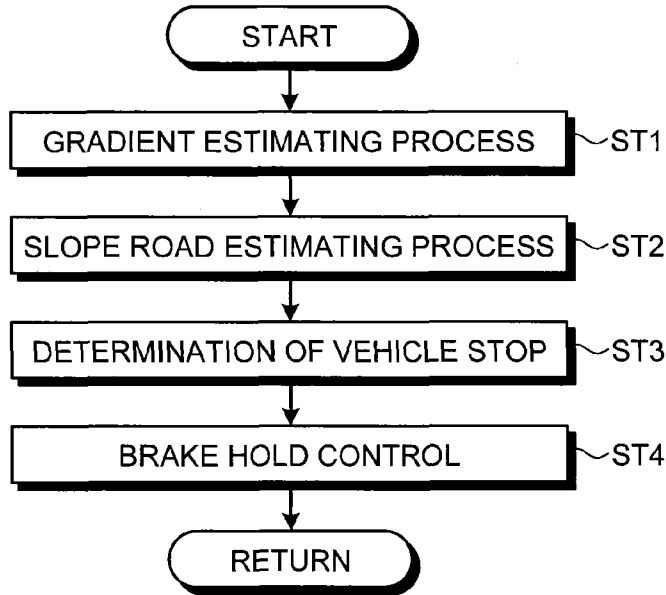 START
GRADIENT ESTIMATING PROCESS ST1
SLOPE ROAD ESTIMATING PROCESS ST2
DETERMINATION OF VEHICLE STOP ST3
BRAKE HOLD CONTROL ST4
RETURN